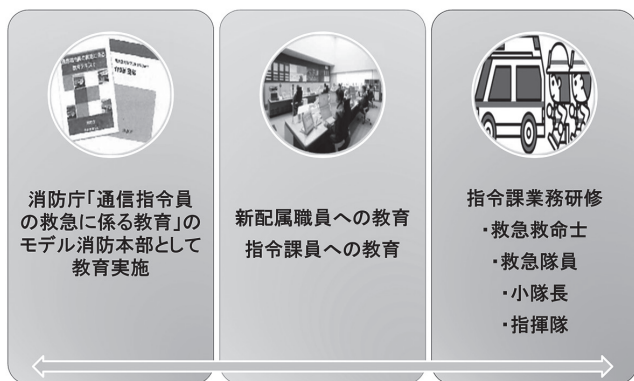 消防庁「通信指令員
の救急に係る教育」の
モデル消防本部として
教育実施
新配属職員への教育
指令課員への教育
指令課業務研修
・救急救命士
・救急隊員
・小隊長
・指揮隊